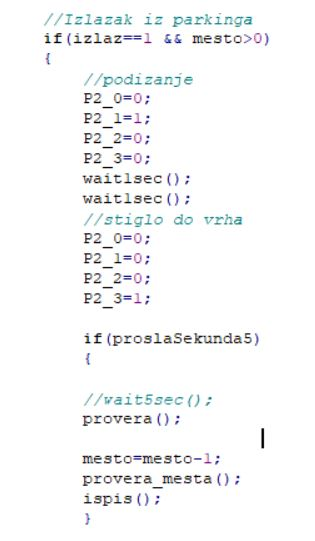 //Izlazak iz parkinga
if(izlaz==1 && mesto>0)
{
//podizanje
P2_0=0;
P2_1=1;
P2_2=0;
P2_3=0;
wait1sec();
wait1sec();
//stiglo do vrha
P2_0=0;
P2_1=0;
P2_2=0;
P2_3=1;
if(proslaSekunda5)
{
//wait5sec();
provera();
mesto=mesto-1;
provera_mesta();
ispis();
}